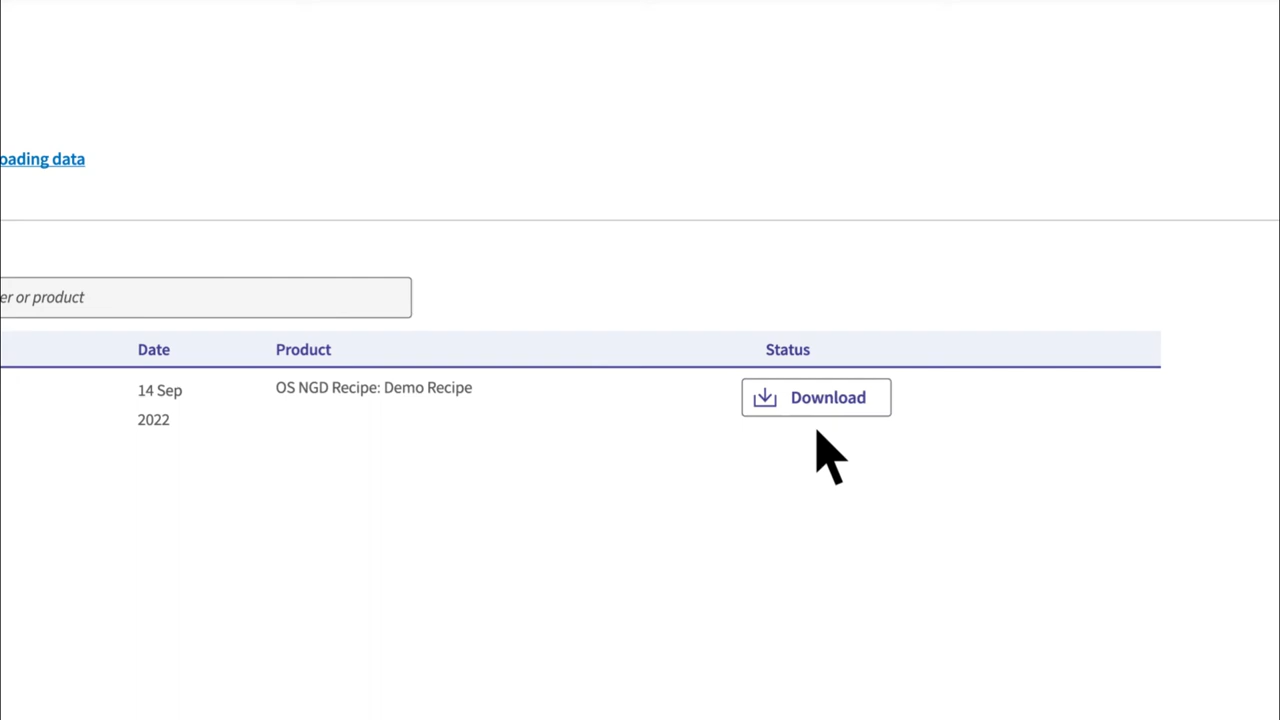 oading data
er or product
Date Product Status
14 Sep OS NGD Recipe: Demo Recipe Download
2022